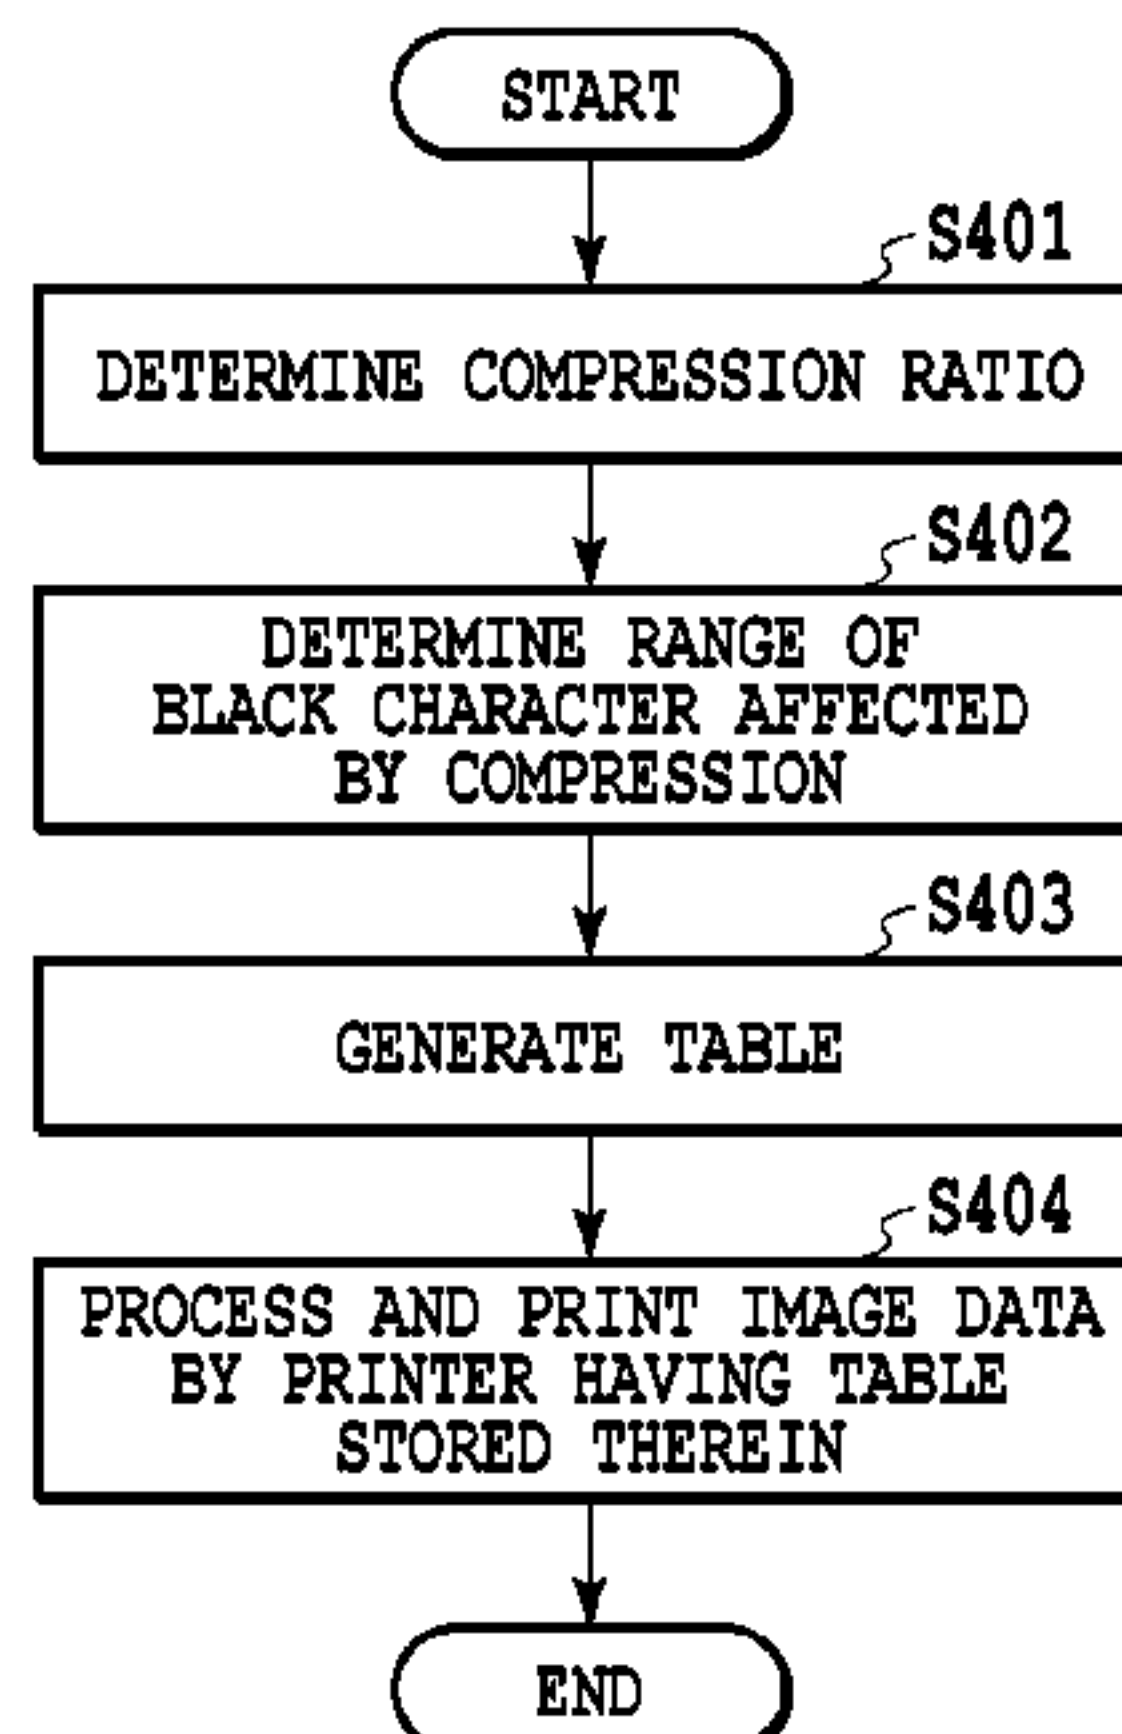 START
S401
DETERMINE COMPRESSION RATIO
S402
DETERMINE RANGE OF
BLACK CHARACTER AFFECTED
BY COMPRESSION
S403
GENERATE TABLE
S404
PROCESS AND PRINT IMAGE DATA
BY PRINTER HAVING TABLE
STORED THEREIN
END